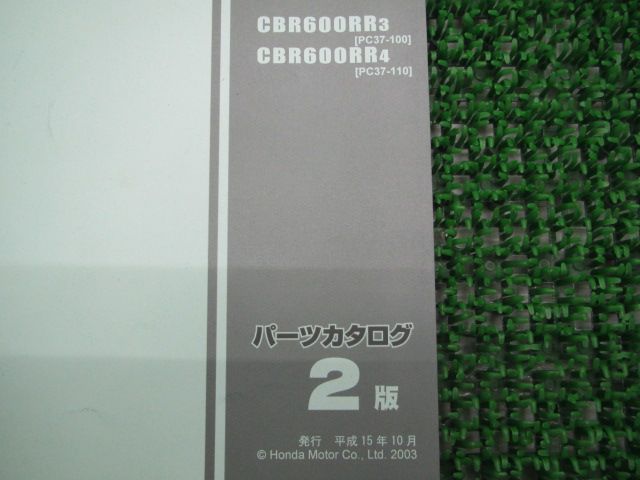 CBR600RR3
[PC37-100]
CBR600RR4
[PC37-110]
パーツカタログ
2版
発行 平成15年10月
© Honda Motor Co., Ltd. 2003